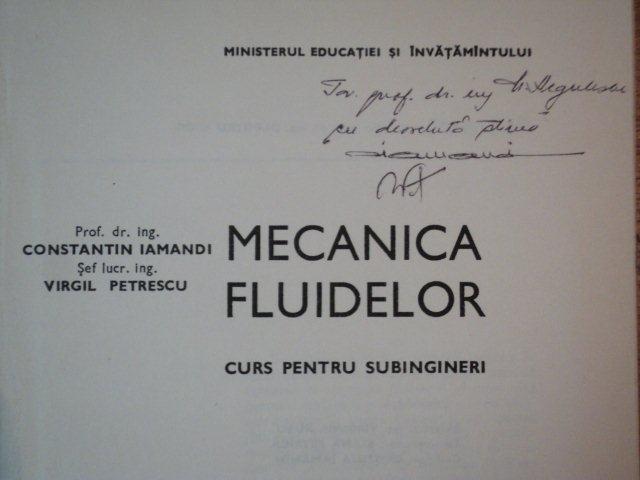 MINISTERUL EDUCAȚIEI ȘI ÎNVĂȚĂMÎNTULUI
Tov. prof. dr. ing
cu deosebită stimă
Prof. dr. ing.
CONSTANTIN IAMANDI
Șef lucr. ing.
VIRGIL PETRESCU
MECANICA
FLUIDELOR
CURS PENTRU SUBINGINERI